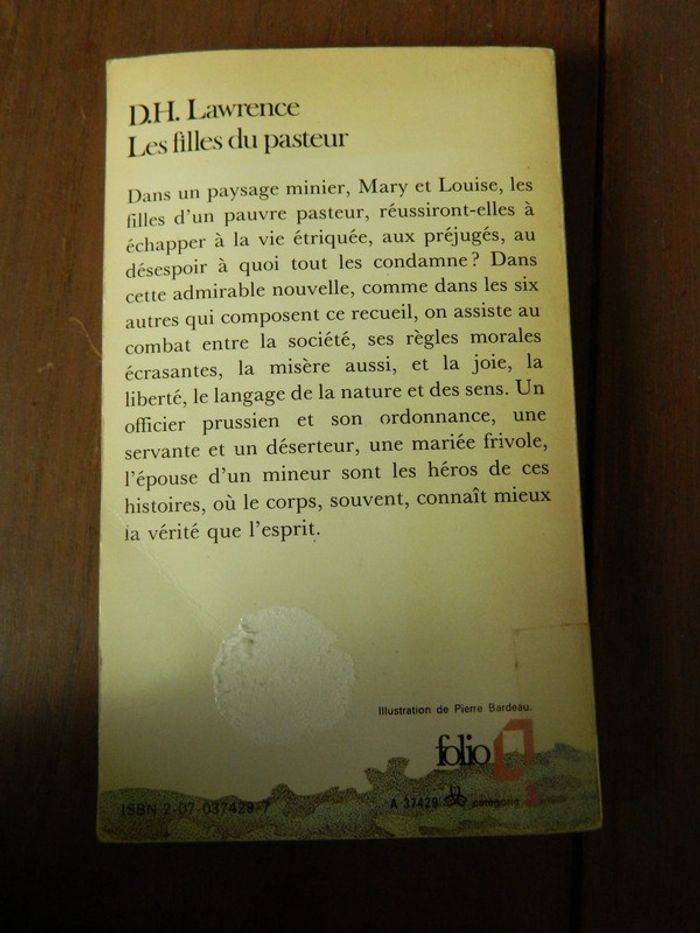 D.H. Lawrence
Les filles du pasteur
Dans un paysage minier, Mary et Louise, les
filles d'un pauvre pasteur, réussiront-elles à
échapper à la vie étriquée, aux préjugés, au
désespoir à quoi tout les condamne? Dans
cette admirable nouvelle, comme dans les six
autres qui composent ce recueil, on assiste au
combat entre la société, ses règles morales
écrasantes, la misère aussi, et la joie, la
liberté, le langage de la nature et des sens. Un
officier prussien et son ordonnance, une
servante et un déserteur, une mariée frivole,
l'épouse d'un mineur sont les héros de ces
histoires, où le corps, souvent, connaît mieux
la vérité que l'esprit.
Illustration de Pierre Bardeau.
folio
ISBN 2-07-037429-7
A 37429 catégorie